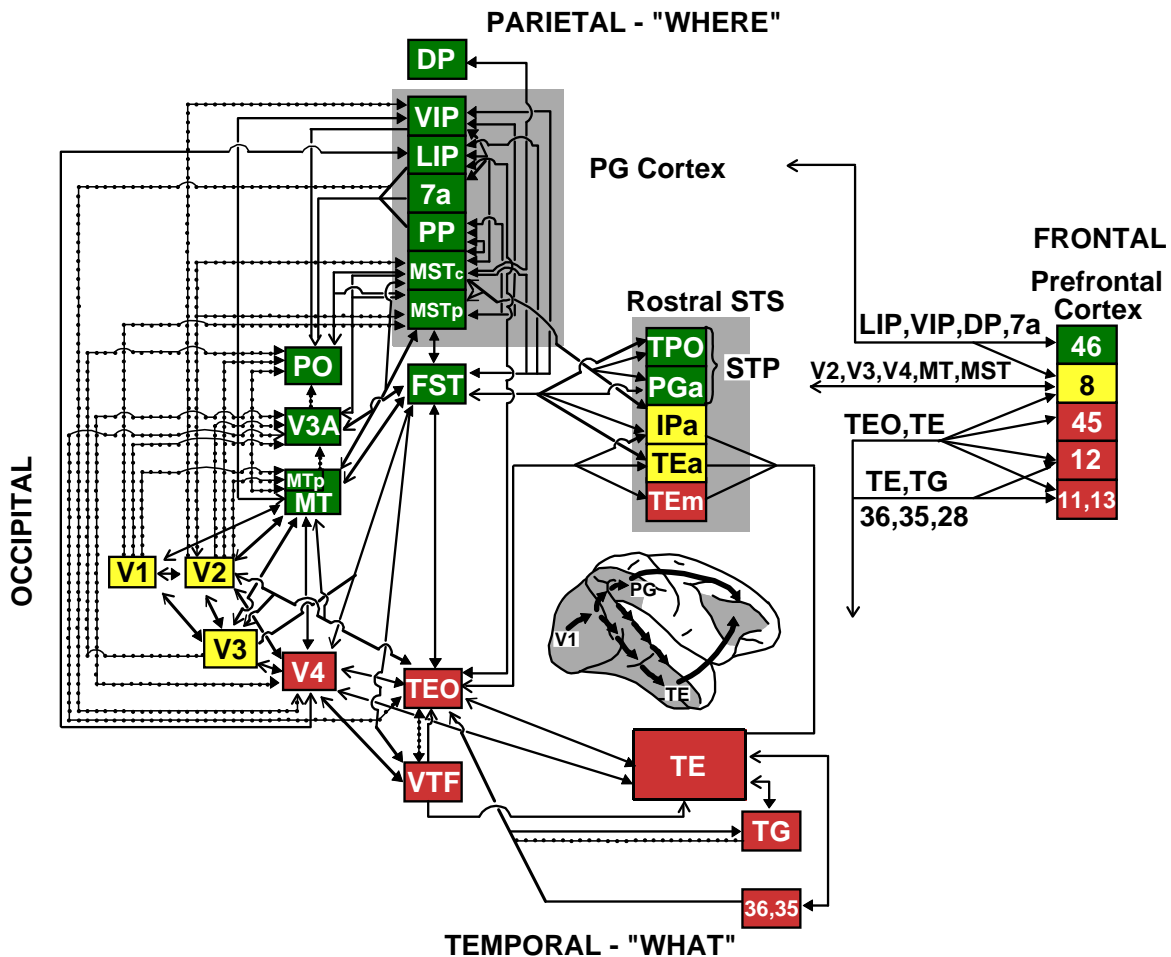 PARIETAL - "WHERE"
DP
VIP
LIP
7a
PP
MSTc
MSTp
PG Cortex
FRONTAL
Prefrontal
Cortex
LIP,VIP,DP,7a
46
V2,V3,V4,MT,MST
8
TEO,TE
45
12
TE,TG
11,13
36,35,28
Rostral STS
TPO
STP
PGa
IPa
TEa
TEm
PO
FST
V3A
MTp
MT
OCCIPITAL
V1
V2
V3
V4
TEO
VTF
PG
V1
TE
TE
TG
36,35
TEMPORAL - "WHAT"